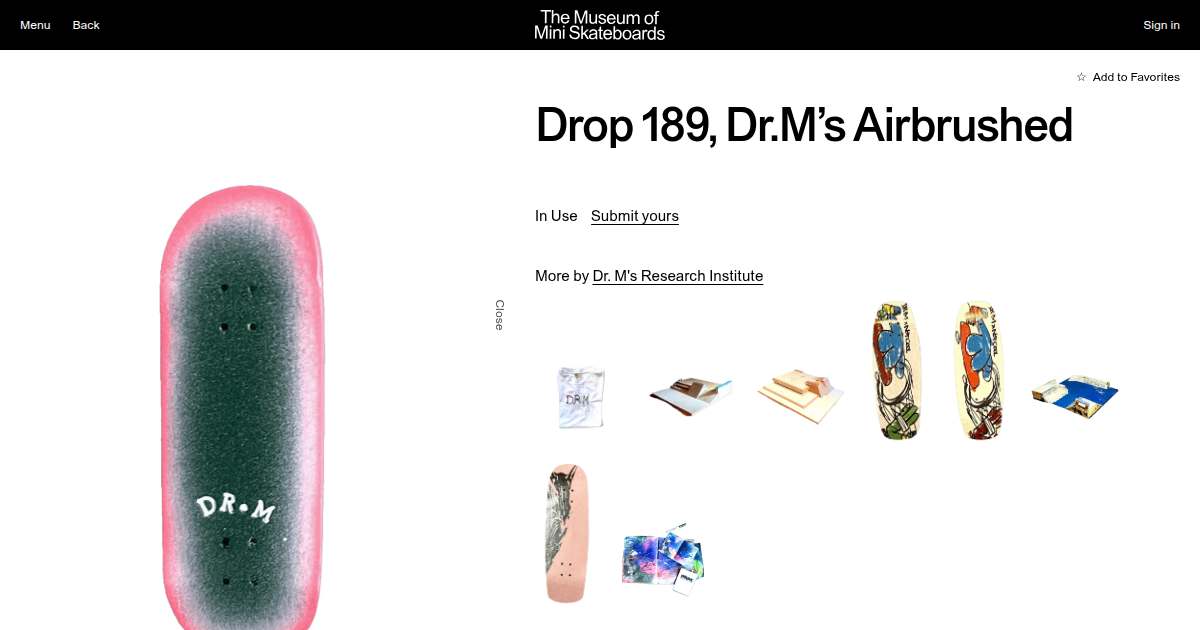 Menu
Back
The Museum of
Mini Skateboards
Sign in
☆ Add to Favorites
Drop 189, Dr.M’s Airbrushed
In Use Submit yours
More by Dr. M's Research Institute
Close
DR•M
DR.M